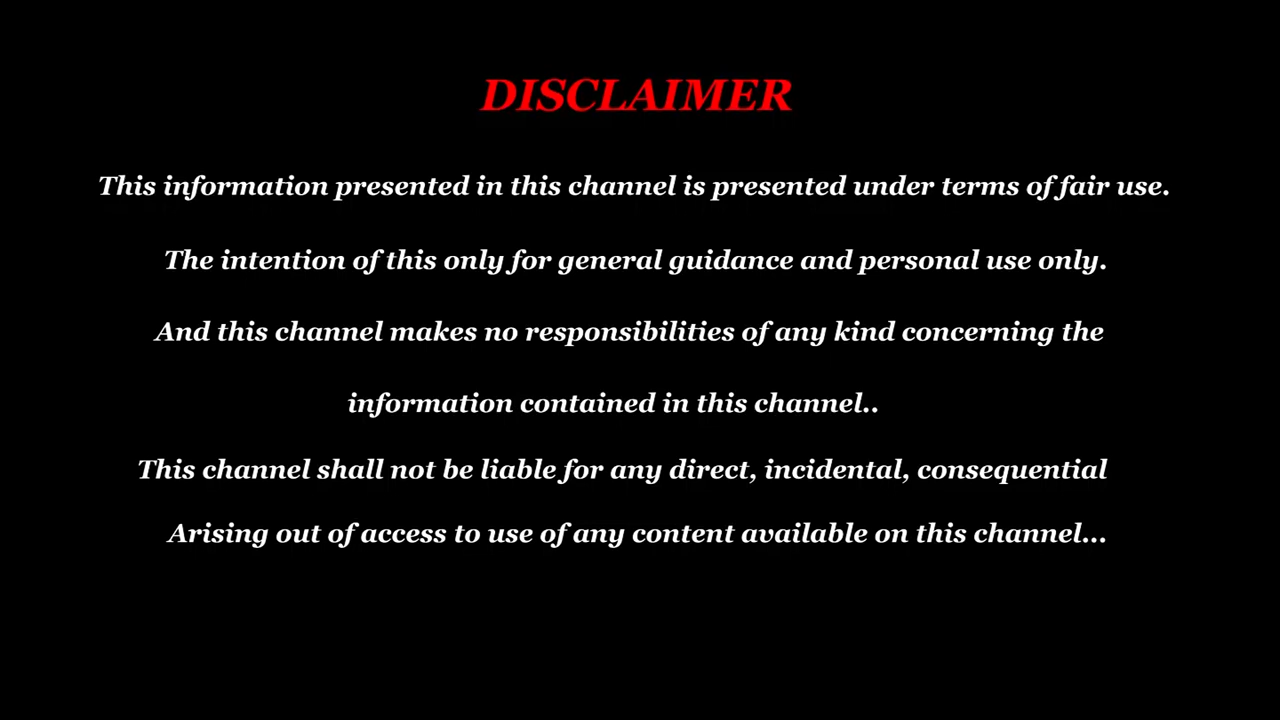 DISCLAIMER
This information presented in this channel is presented under terms of fair use.
The intention of this only for general guidance and personal use only.
And this channel makes no responsibilities of any kind concerning the
information contained in this channel..
This channel shall not be liable for any direct, incidental, consequential
Arising out of access to use of any content available on this channel...